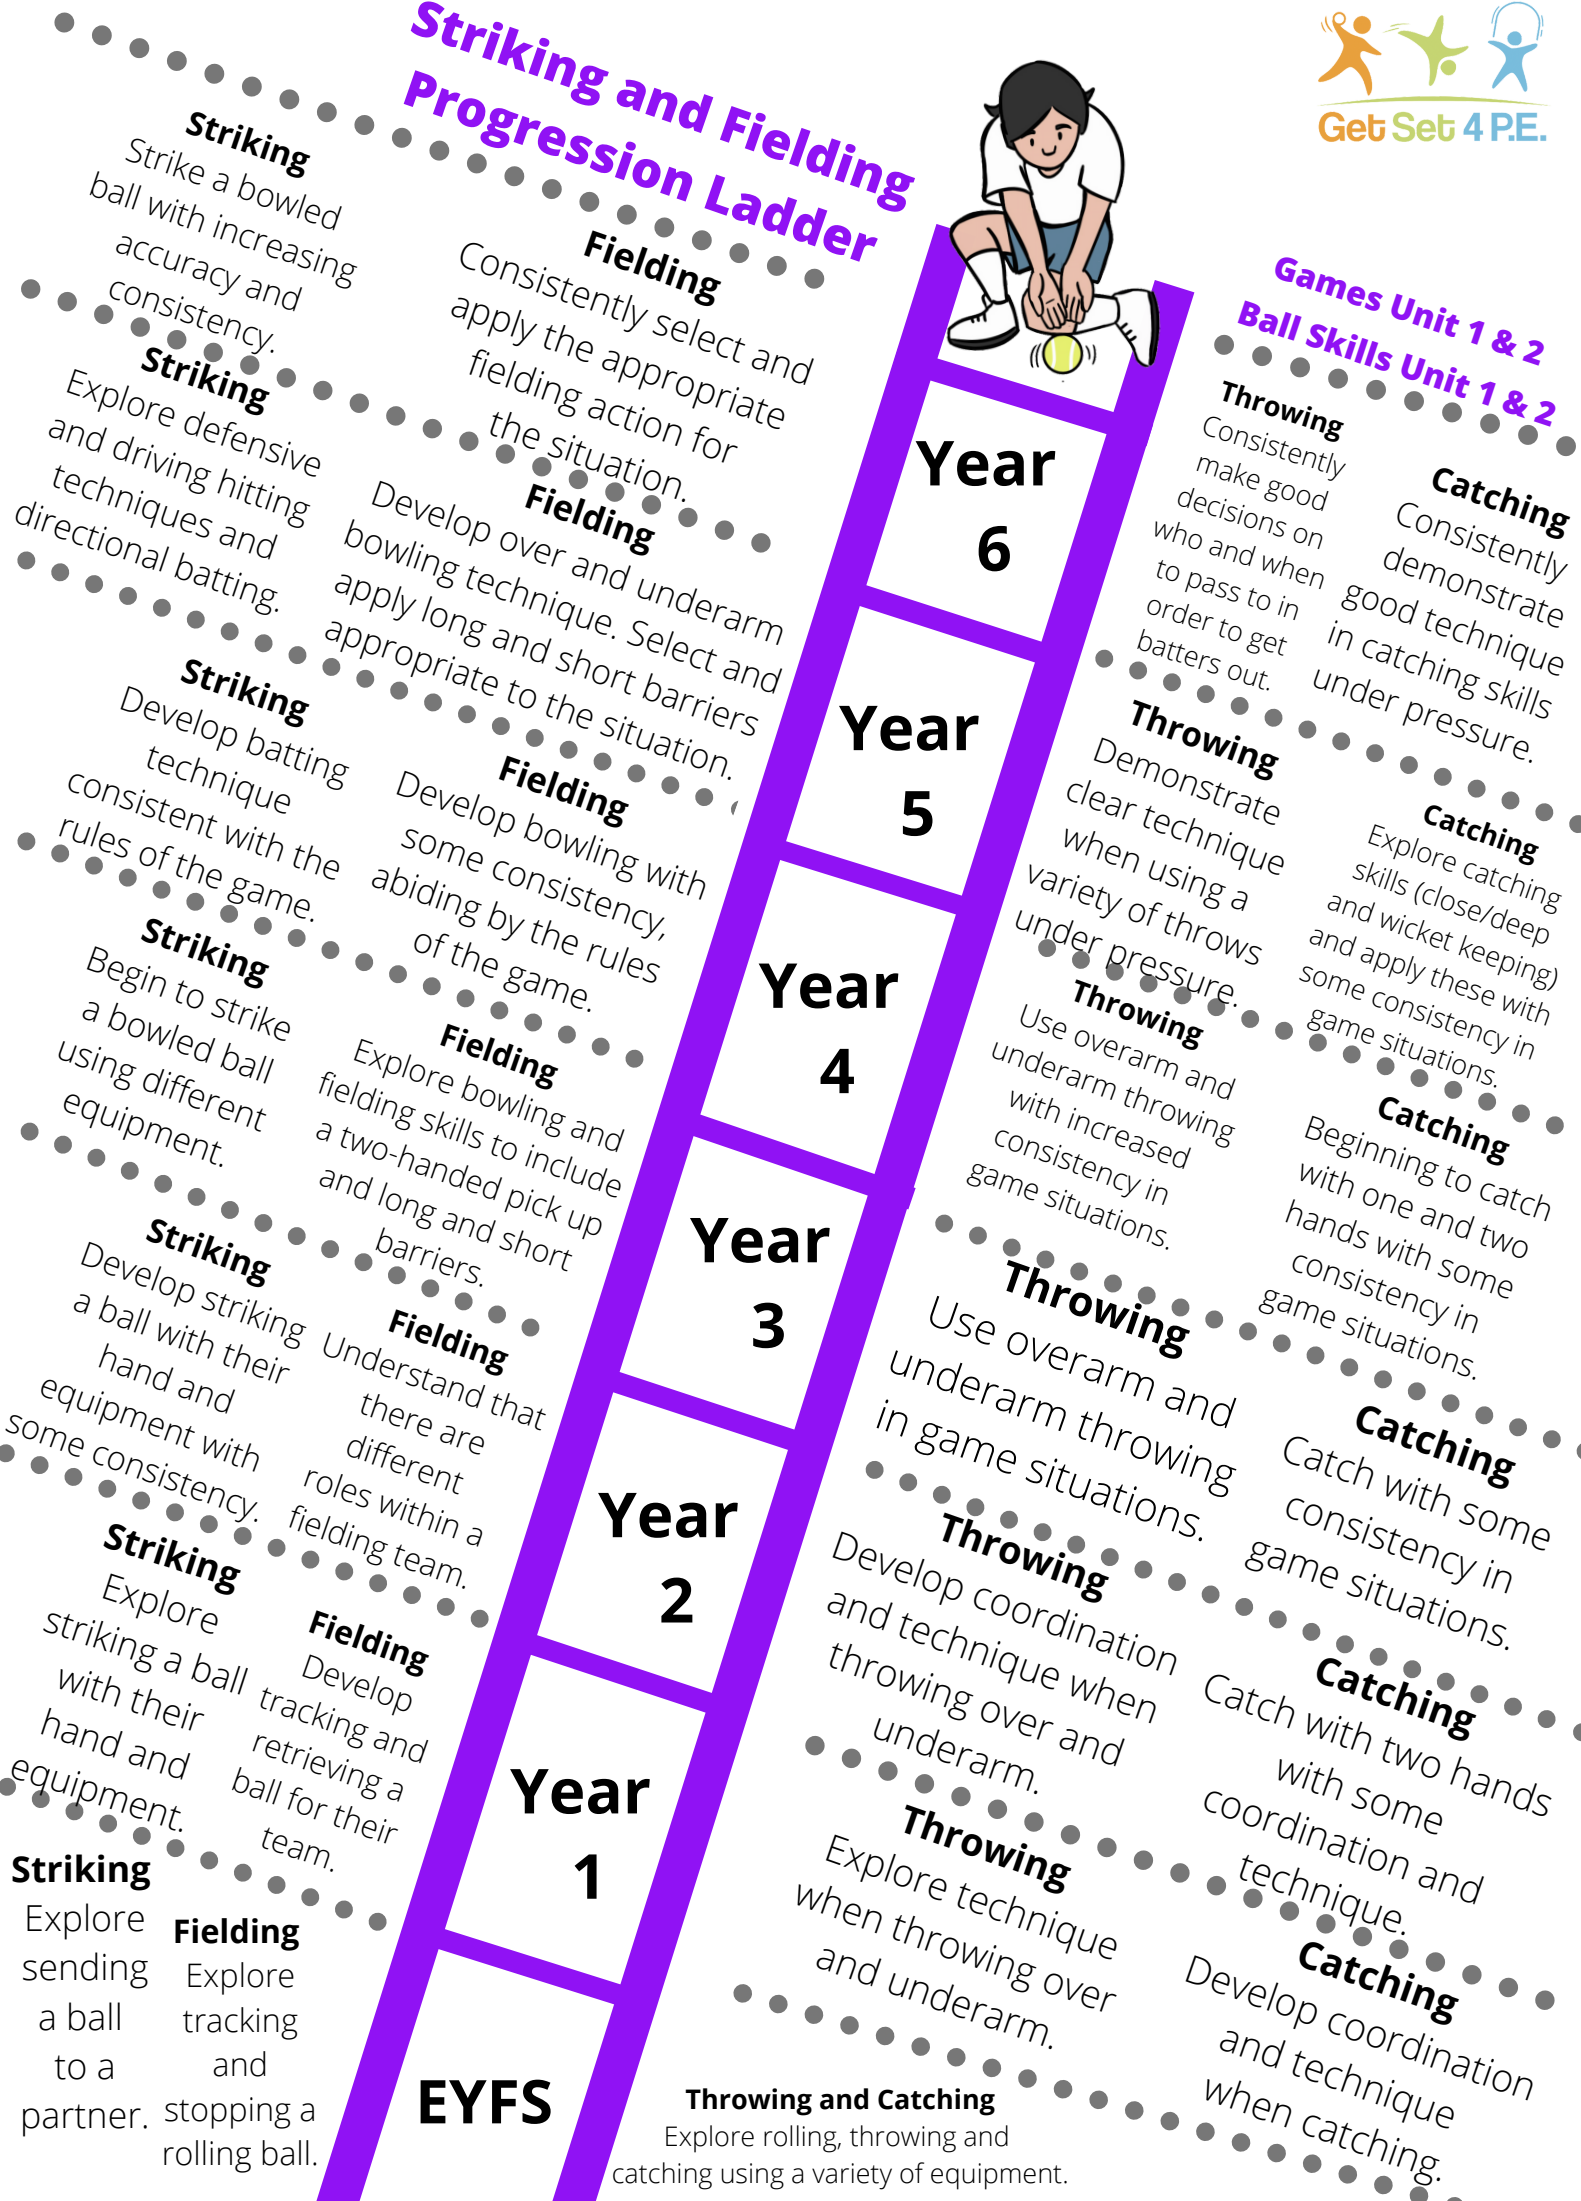 Striking and Fielding
Progression Ladder
Get Set 4 P.E.
Games Unit 1 & 2
Ball Skills Unit 1 & 2
Striking
Strike a bowled
ball with increasing
accuracy and
consistency.
Fielding
Consistently select and
apply the appropriate
fielding action for
the situation.
Year
6
Throwing
Consistently
make good
decisions on
who and when
to pass to in
order to get
batters out.
Catching
Consistently
demonstrate
good technique
in catching skills
under pressure.
Striking
Explore defensive
and driving hitting
techniques and
directional batting.
Fielding
Develop over and underarm
bowling technique. Select and
apply long and short barriers
appropriate to the situation.
Year
5
Throwing
Demonstrate
clear technique
when using a
variety of throws
under pressure.
Catching
Explore catching
skills (close/deep
and wicket keeping)
and apply these with
some consistency in
game situations.
Striking
Develop batting
technique
consistent with the
rules of the game.
Fielding
Develop bowling with
some consistency,
abiding by the rules
of the game.
Year
4
Throwing
Use overarm and
underarm throwing
with increased
consistency in
game situations.
Catching
Beginning to catch
with one and two
hands with some
consistency in
game situations.
Striking
Begin to strike
a bowled ball
using different
equipment.
Fielding
Explore bowling and
fielding skills to include
a two-handed pick up
and long and short
barriers.
Year
3
Throwing
Use overarm and
underarm throwing
in game situations.
Catching
Catch with some
consistency in
game situations.
Striking
Develop striking
a ball with their
hand and
equipment with
some consistency.
Fielding
Understand that
there are
different
roles within a
fielding team.
Year
2
Throwing
Develop coordination
and technique when
throwing over and
underarm.
Catching
Catch with two hands
with some
coordination and
technique.
Striking
Explore
striking a ball
with their
hand and
equipment.
Fielding
Develop
tracking and
retrieving a
ball for their
team.
Year
1
Throwing
Explore technique
when throwing over
and underarm.
Catching
Develop coordination
and technique
when catching.
Striking
Explore
sending
a ball
to a
partner.
Fielding
Explore
tracking
and
stopping a
rolling ball.
EYFS
Throwing and Catching
Explore rolling, throwing and
catching using a variety of equipment.